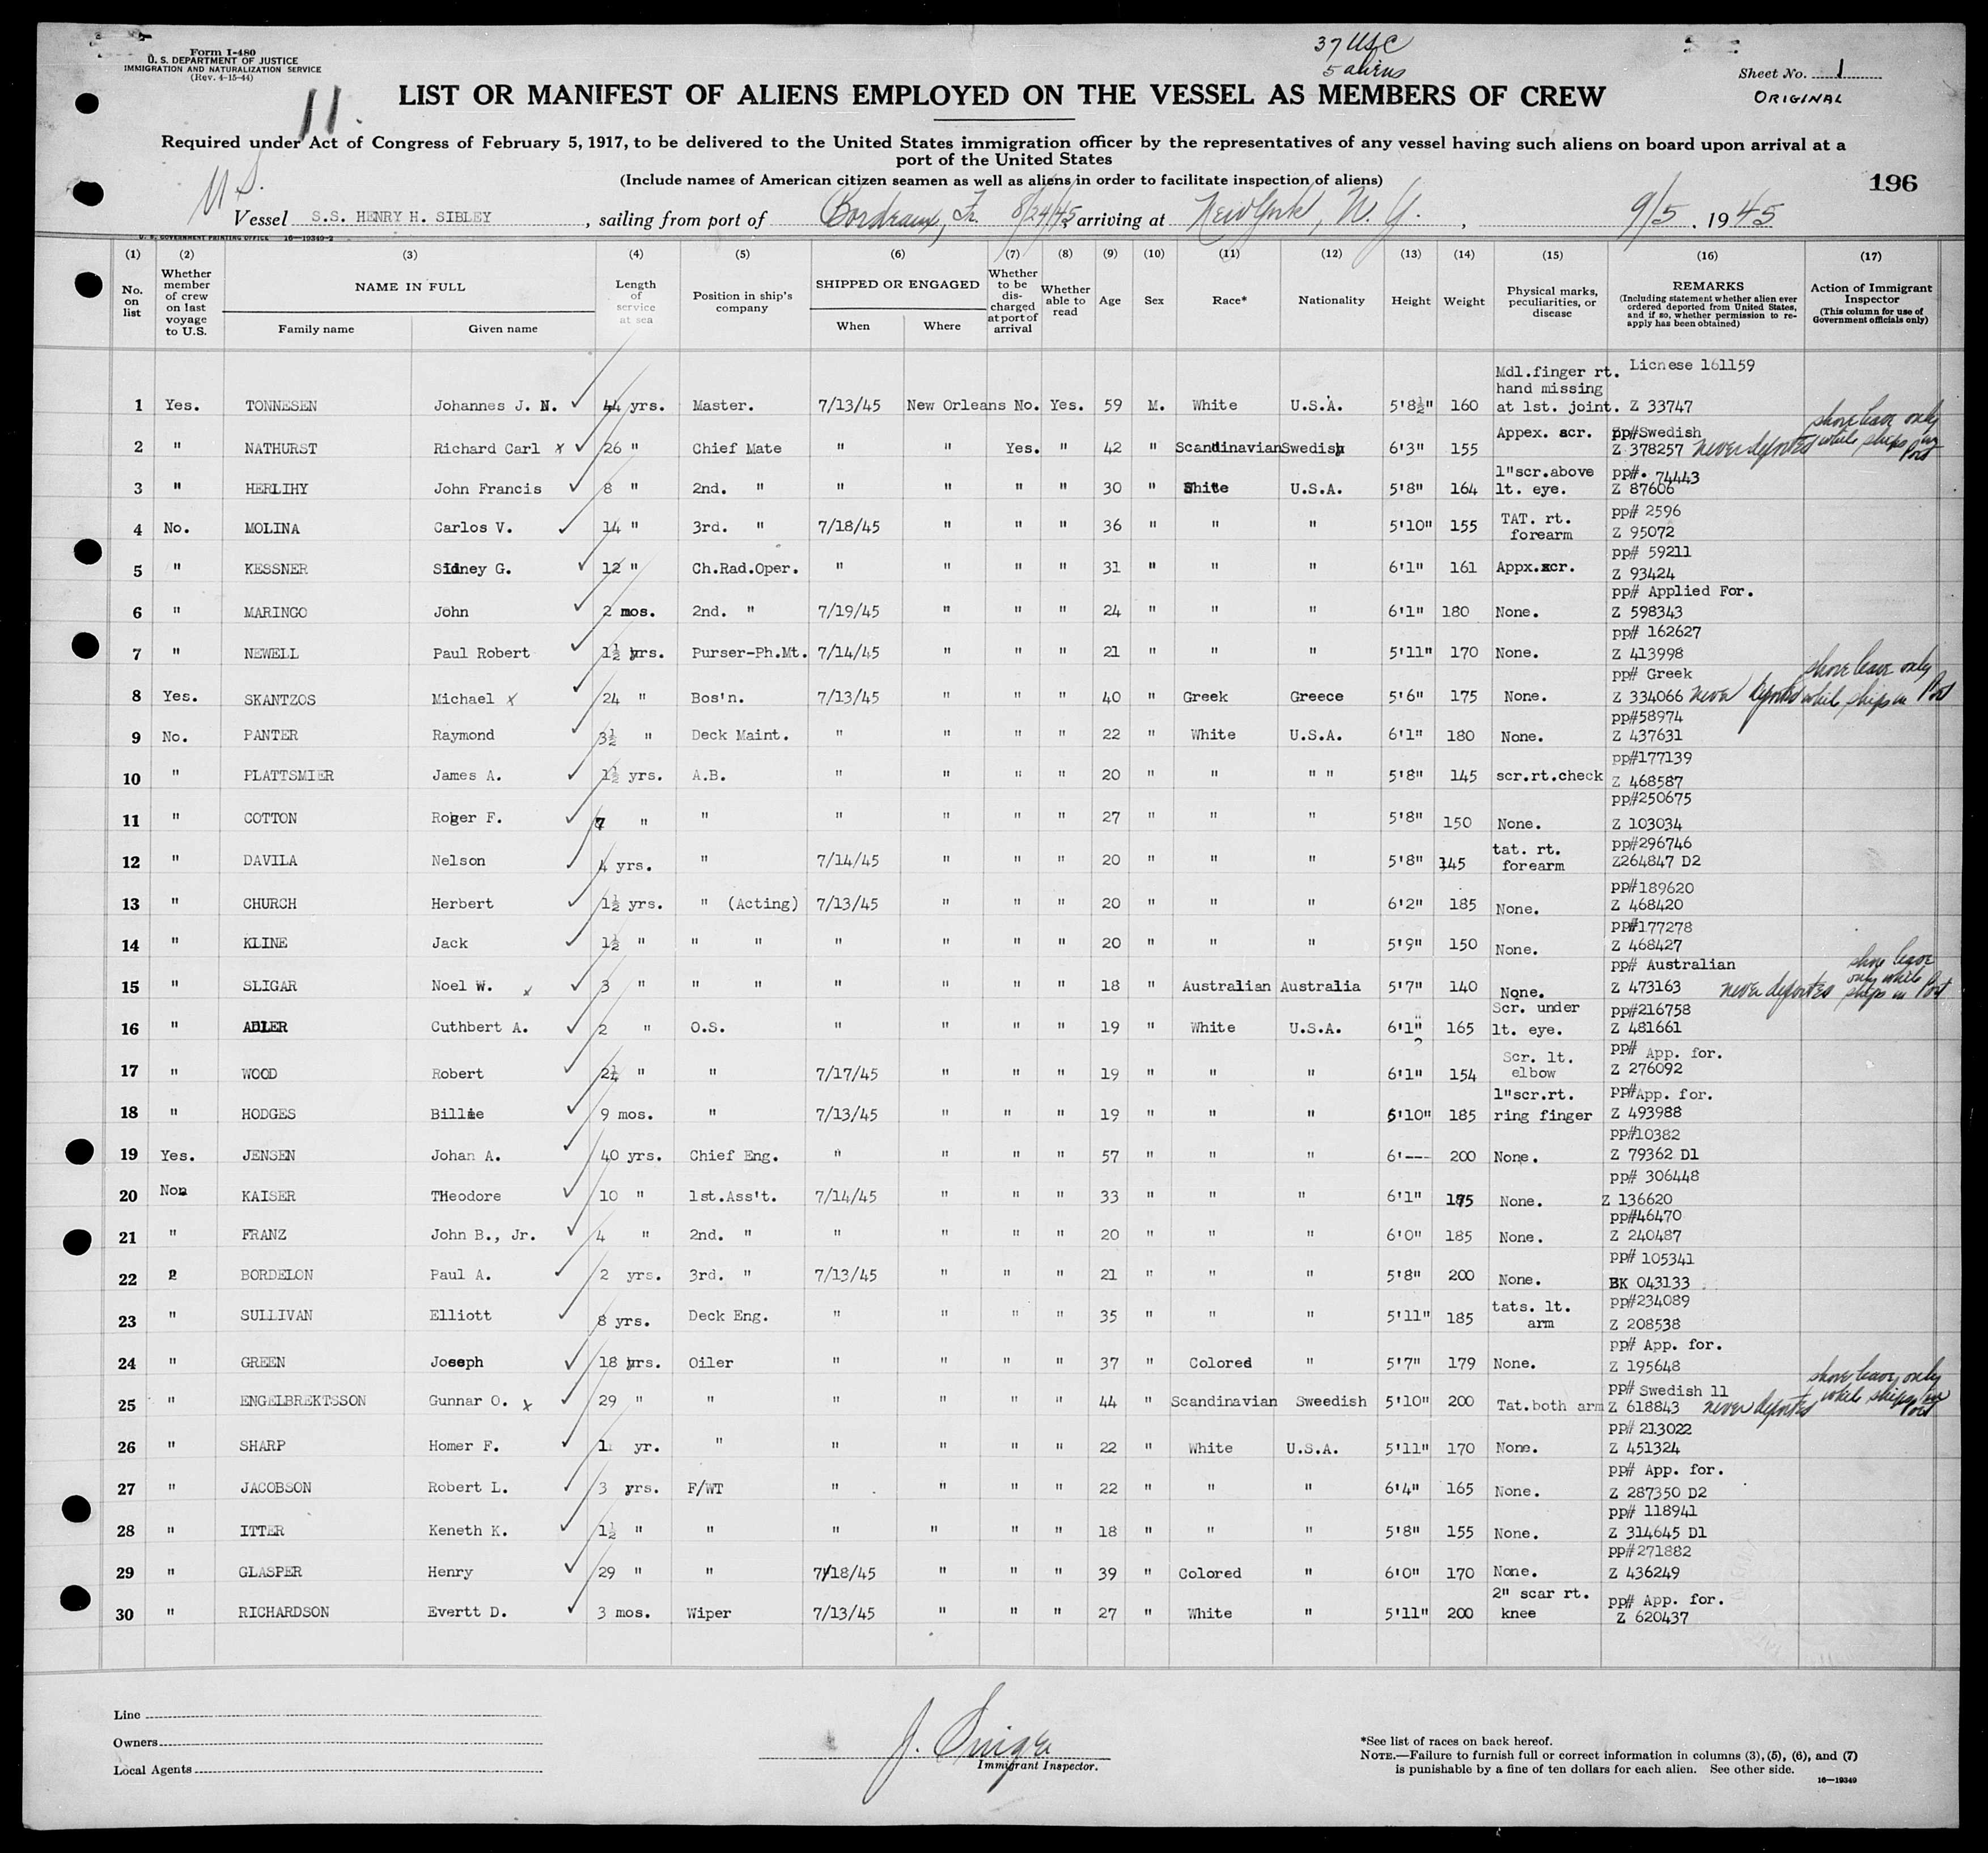 Form I-480
U. S. DEPARTMENT OF JUSTICE
IMMIGRATION AND NATURALIZATION SERVICE
(Rev. 4-15-44)
11.
37 USC
5 aliens
Sheet No. 1
ORIGINAL
LIST OR MANIFEST OF ALIENS EMPLOYED ON THE VESSEL AS MEMBERS OF CREW
Required under Act of Congress of February 5, 1917, to be delivered to the United States immigration officer by the representatives of any vessel having such aliens on board upon arrival at a
port of the United States
(Include names of American citizen seamen as well as aliens in order to facilitate inspection of aliens)
196
U.S.
Vessel S.S. HENRY H. SIBLEY, sailing from port of Bordeaux, Fr. 8/24/45, arriving at New York, N. Y., 9/5, 1945
U. S. GOVERNMENT PRINTING OFFICE 16—19349-2
(1) (2) (3) (4) (5) (6) (7) (8) (9) (10) (11) (12) (13) (14) (15) (16) (17)
No. on list
Whether member of crew on last voyage to U.S.
NAME IN FULL
Family name Given name
Length of service at sea
Position in ship's company
SHIPPED OR ENGAGED
When Where
Whether to be discharged at port of arrival
Whether able to read
Age
Sex
Race*
Nationality
Height
Weight
Physical marks, peculiarities, or disease
REMARKS
(Including statement whether alien ever ordered deported from United States, and if so, whether permission to reapply has been obtained)
Action of Immigrant Inspector
(This column for use of Government officials only)
Mdl.finger rt. Licnese 161159
hand missing
1 Yes. TONNESEN Johannes J. N. 44 yrs. Master. 7/13/45 New Orleans No. Yes. 59 M. White U.S.A. 5'8½" 160 at 1st. joint. Z 33747
Appex. scr. pp#Swedish shore leave only
2 " NATHURST Richard Carl x 26 " Chief Mate " " Yes. " 42 " Scandinavian Swedish 6'3" 155 Z 378257 never deported while ships in Port
1"scr.above pp#. 74443
3 " HERLIHY John Francis 8 " 2nd. " " " " " 30 " White U.S.A. 5'8" 164 lt. eye. Z 87606
TAT. rt. pp# 2596
4 No. MOLINA Carlos V. 14 " 3rd. " 7/18/45 " " " 36 " " " 5'10" 155 forearm Z 95072
pp# 59211
5 " KESSNER Sidney G. 12 " Ch.Rad.Oper. " " " " 31 " " " 6'1" 161 Appx.scr. Z 93424
pp# Applied For.
6 " MARINGO John 2 mos. 2nd. " 7/19/45 " " " 24 " " " 6'1" 180 None. Z 598343
pp# 162627
7 " NEWELL Paul Robert 1½ yrs. Purser-Ph.Mt. 7/14/45 " " " 21 " " " 5'11" 170 None. Z 413998
pp# Greek shore leave only
8 Yes. SKANTZOS Michael x 24 " Bos'n. 7/13/45 " " " 40 " Greek Greece 5'6" 175 None. Z 334066 never deported while ships in Port
pp#58974
9 No. PANTER Raymond 3½ " Deck Maint. " " " " 22 " White U.S.A. 6'1" 180 None. Z 437631
pp#177139
10 " PLATTSMIER James A. 1½ yrs. A.B. " " " " 20 " " " " 5'8" 145 scr.rt.check Z 468587
pp#250675
11 " COTTON Roger F. 7 " " " " " " 27 " " " 5'8" 150 None. Z 103034
tat. rt. pp#296746
12 " DAVILA Nelson 4 yrs. " 7/14/45 " " " 20 " " " 5'8" 145 forearm Z264847 D2
pp#189620
13 " CHURCH Herbert 1½ yrs. " (Acting) 7/13/45 " " " 20 " " " 6'2" 185 None. Z 468420
pp#177278
14 " KLINE Jack 1½ " " " " " " " 20 " " " 5'9" 150 None. Z 468427
pp# Australian shore leave
15 " SLIGAR Noel W. x 3 " " " " " " " 18 " Australian Australia 5'7" 140 None. Z 473163 never deported only while ships in Port
Scr. under pp#216758
16 " ADLER Cuthbert A. 2 " O.S. " " " " 19 " White U.S.A. 6'1" 165 lt. eye. Z 481661
Scr. lt. pp# App. for.
17 " WOOD Robert 2¼ " " 7/17/45 " " " 19 " " " 6'1" 154 elbow Z 276092
1"scr.rt. pp#App. for.
18 " HODGES Billie 9 mos. " 7/13/45 " " " 19 " " " 5'10" 185 ring finger Z 493988
pp#10382
19 Yes. JENSEN Johan A. 40 yrs. Chief Eng. " " " " 57 " " " 6'--- 200 None. Z 79362 D1
pp# 306448
20 Non KAISER THeodore 10 " 1st.Ass't. 7/14/45 " " " 33 " " " 6'1" 175 None. Z 136620
pp#46470
21 " FRANZ John B., Jr. 4 " 2nd. " " " " " 20 " " " 6'0" 185 None. Z 240487
pp# 105341
22 " BORDELON Paul A. 2 yrs. 3rd. " 7/13/45 " " " 21 " " " 5'8" 200 None. BK 043133
tats. lt. pp#234089
23 " SULLIVAN Elliott 8 yrs. Deck Eng. " " " " 35 " " " 5'11" 185 arm Z 208538
pp# App. for.
24 " GREEN Joseph 18 yrs. Oiler " " " " 37 " Colored " 5'7" 179 None. Z 195648
pp# Swedish 11 shore leave only
25 " ENGELBREKTSSON Gunnar O. x 29 " " " " " " 44 " Scandinavian Sweedish 5'10" 200 Tat.both arm Z 618843 never deported while ships in Port
pp# 213022
26 " SHARP Homer F. 1 yr. " " " " " 22 " White U.S.A. 5'11" 170 None. Z 451324
pp# App. for.
27 " JACOBSON Robert L. 3 yrs. F/WT " " " " 22 " " " 6'4" 165 None. Z 287350 D2
pp# 118941
28 " ITTER Keneth K. 1½ " " " " " " 18 " " " 5'8" 155 None. Z 314645 D1
pp#271882
29 " GLASPER Henry 29 " " 7/18/45 " " " 39 " Colored " 6'0" 170 None. Z 436249
2" scar rt. pp# App. for.
30 " RICHARDSON Evertt D. 3 mos. Wiper 7/13/45 " " " 27 " White " 5'11" 200 knee Z 620437
Line
Owners
Local Agents
J.
Immigrant Inspector.
*See list of races on back hereof.
NOTE.—Failure to furnish full or correct information in columns (3), (5), (6), and (7)
is punishable by a fine of ten dollars for each alien. See other side.
16—19349